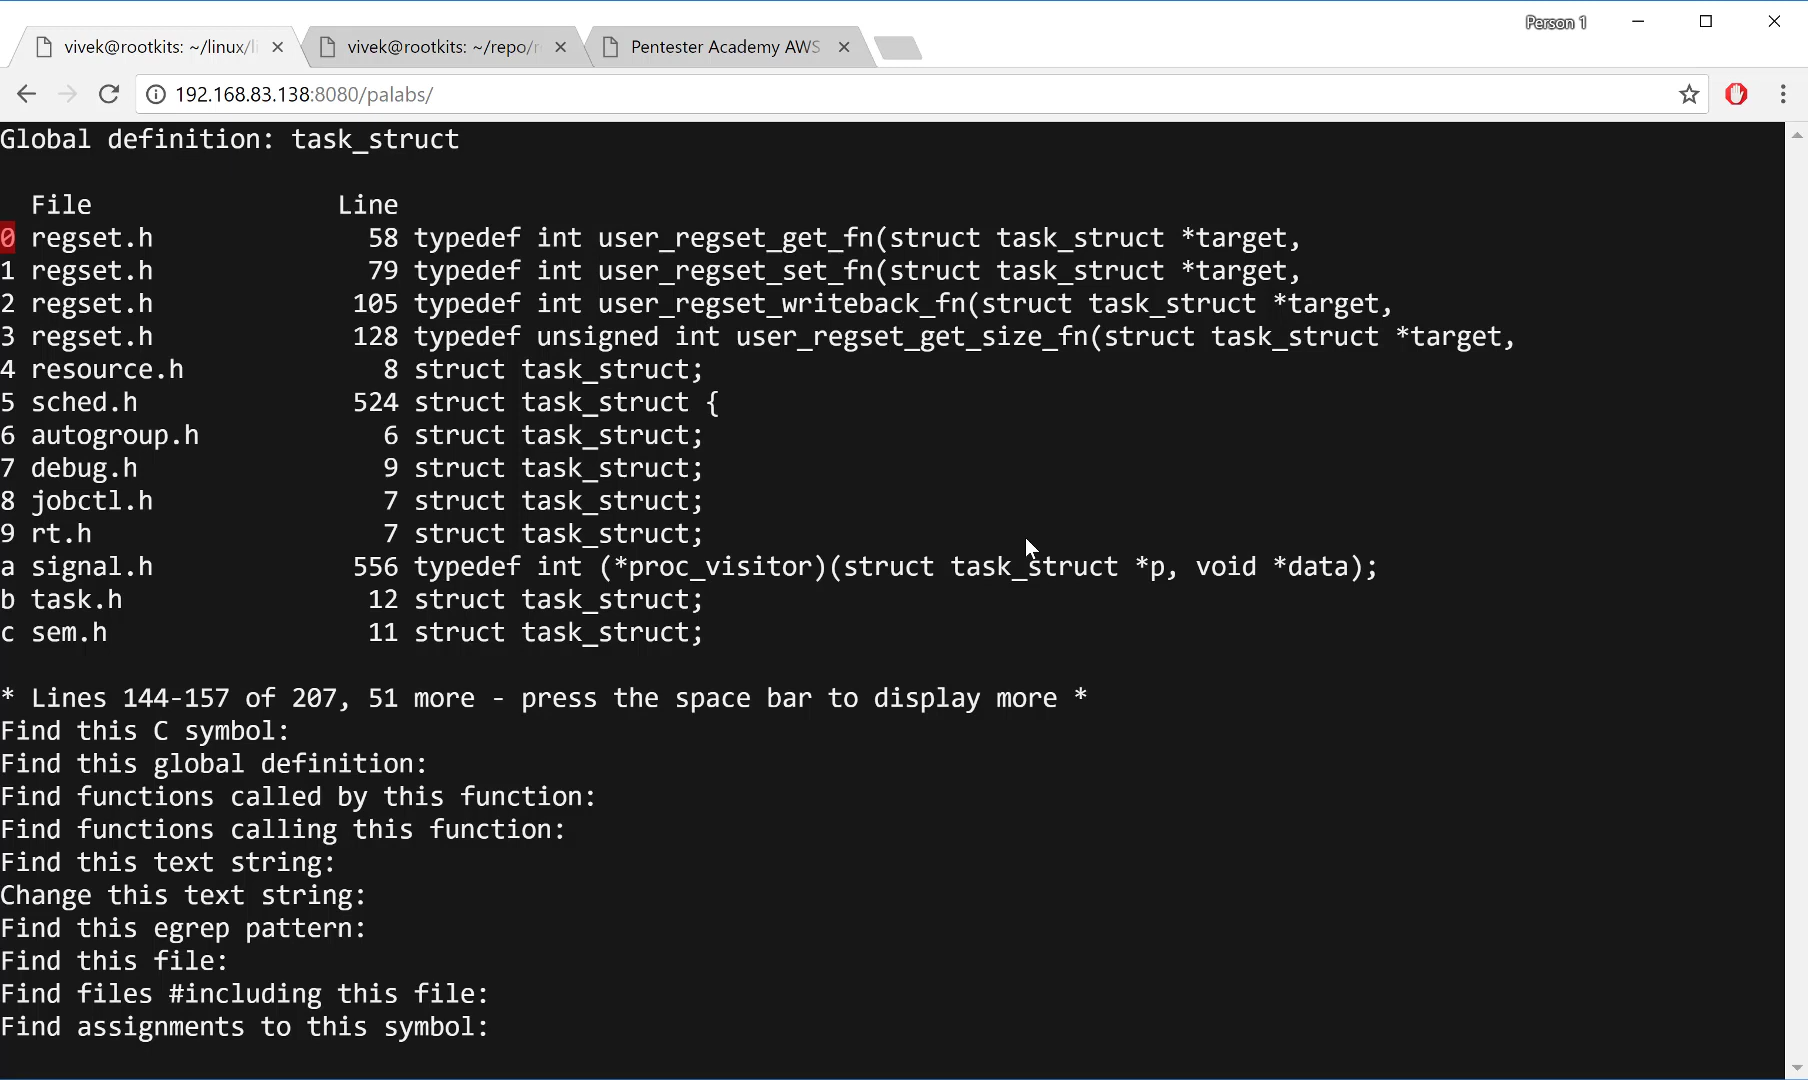 Person 1
vivek@rootkits: ~/linux/li
vivek@rootkits: ~/repo/r
Pentester Academy AWS
192.168.83.138:8080/palabs/
Global definition: task_struct
File Line
0 regset.h 58 typedef int user_regset_get_fn(struct task_struct *target,
1 regset.h 79 typedef int user_regset_set_fn(struct task_struct *target,
2 regset.h 105 typedef int user_regset_writeback_fn(struct task_struct *target,
3 regset.h 128 typedef unsigned int user_regset_get_size_fn(struct task_struct *target,
4 resource.h 8 struct task_struct;
5 sched.h 524 struct task_struct {
6 autogroup.h 6 struct task_struct;
7 debug.h 9 struct task_struct;
8 jobctl.h 7 struct task_struct;
9 rt.h 7 struct task_struct;
a signal.h 556 typedef int (*proc_visitor)(struct task_struct *p, void *data);
b task.h 12 struct task_struct;
c sem.h 11 struct task_struct;
* Lines 144-157 of 207, 51 more - press the space bar to display more *
Find this C symbol:
Find this global definition:
Find functions called by this function:
Find functions calling this function:
Find this text string:
Change this text string:
Find this egrep pattern:
Find this file:
Find files #including this file:
Find assignments to this symbol: